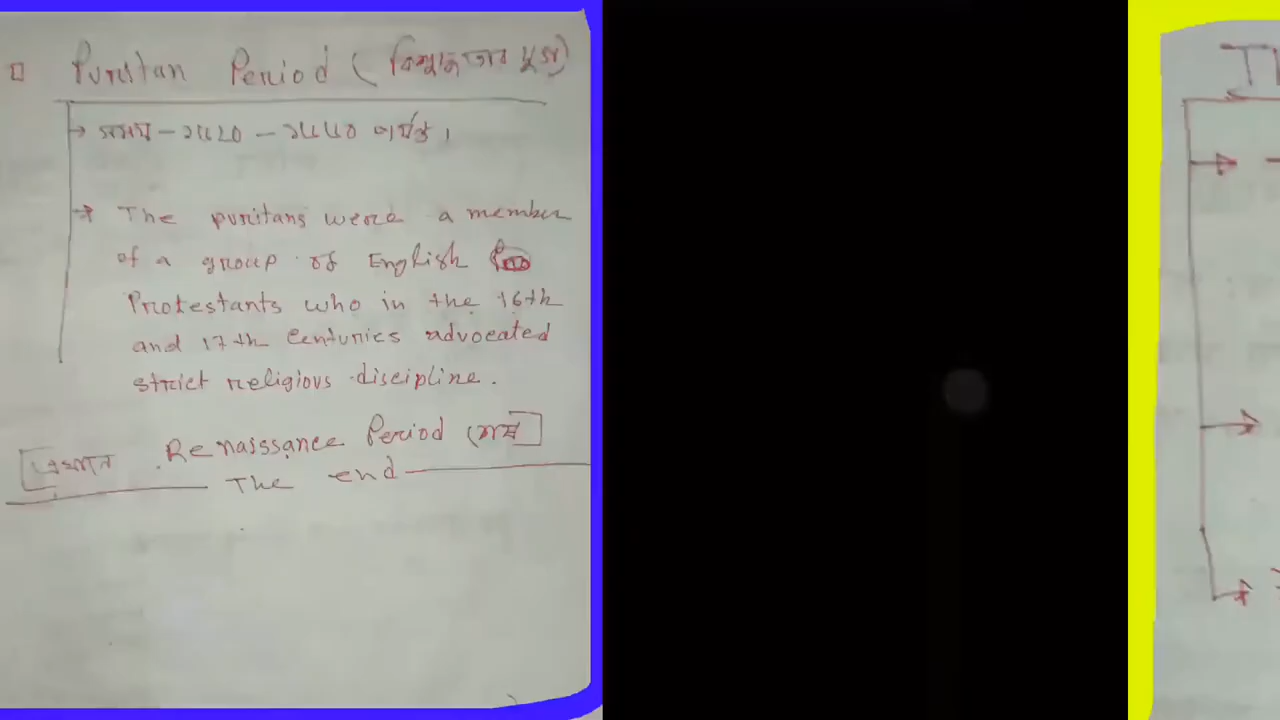 Puritan Period (বিশুদ্ধতার যুগ)
→ সময় - ১৬২০ - ১৬৬০ পর্যন্ত।
→ The puritans were a member
of a group of English
Protestants who in the 16th
and 17th Centuries advocated
strict religious discipline.
Renaissance Period (শেষ]
The end